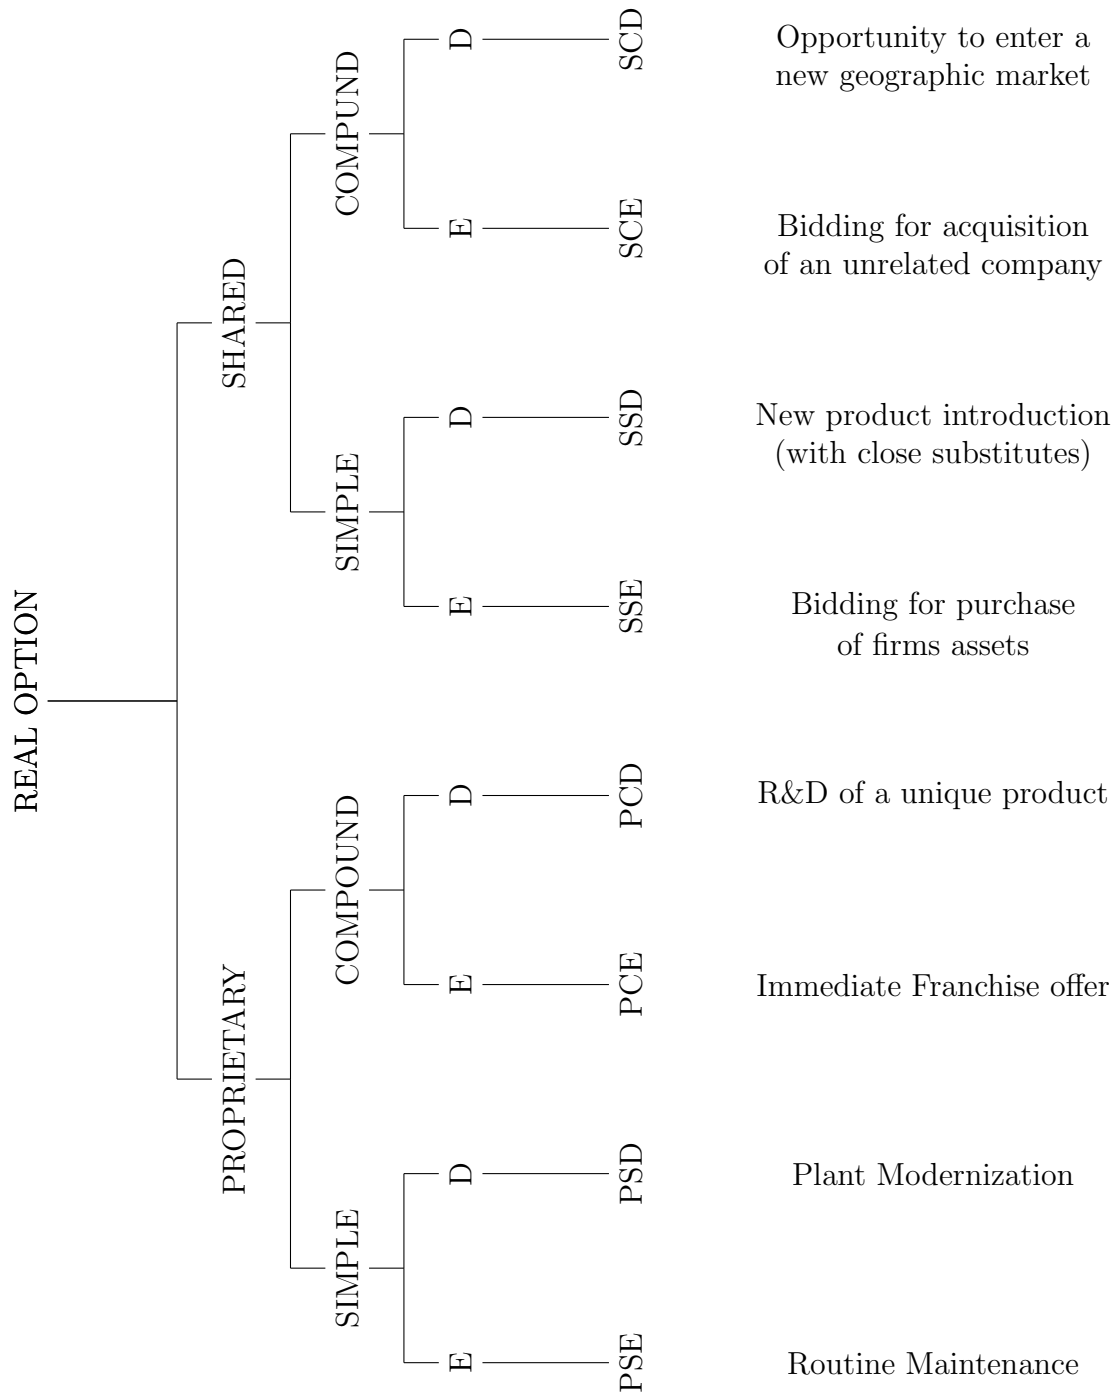 REAL OPTION
SHARED
COMPUND
D
SCD
Opportunity to enter a
new geographic market
E
SCE
Bidding for acquisition
of an unrelated company
SIMPLE
D
SSD
New product introduction
(with close substitutes)
E
SSE
Bidding for purchase
of firms assets
PROPRIETARY
COMPOUND
D
PCD
R&D of a unique product
E
PCE
Immediate Franchise offer
SIMPLE
D
PSD
Plant Modernization
E
PSE
Routine Maintenance